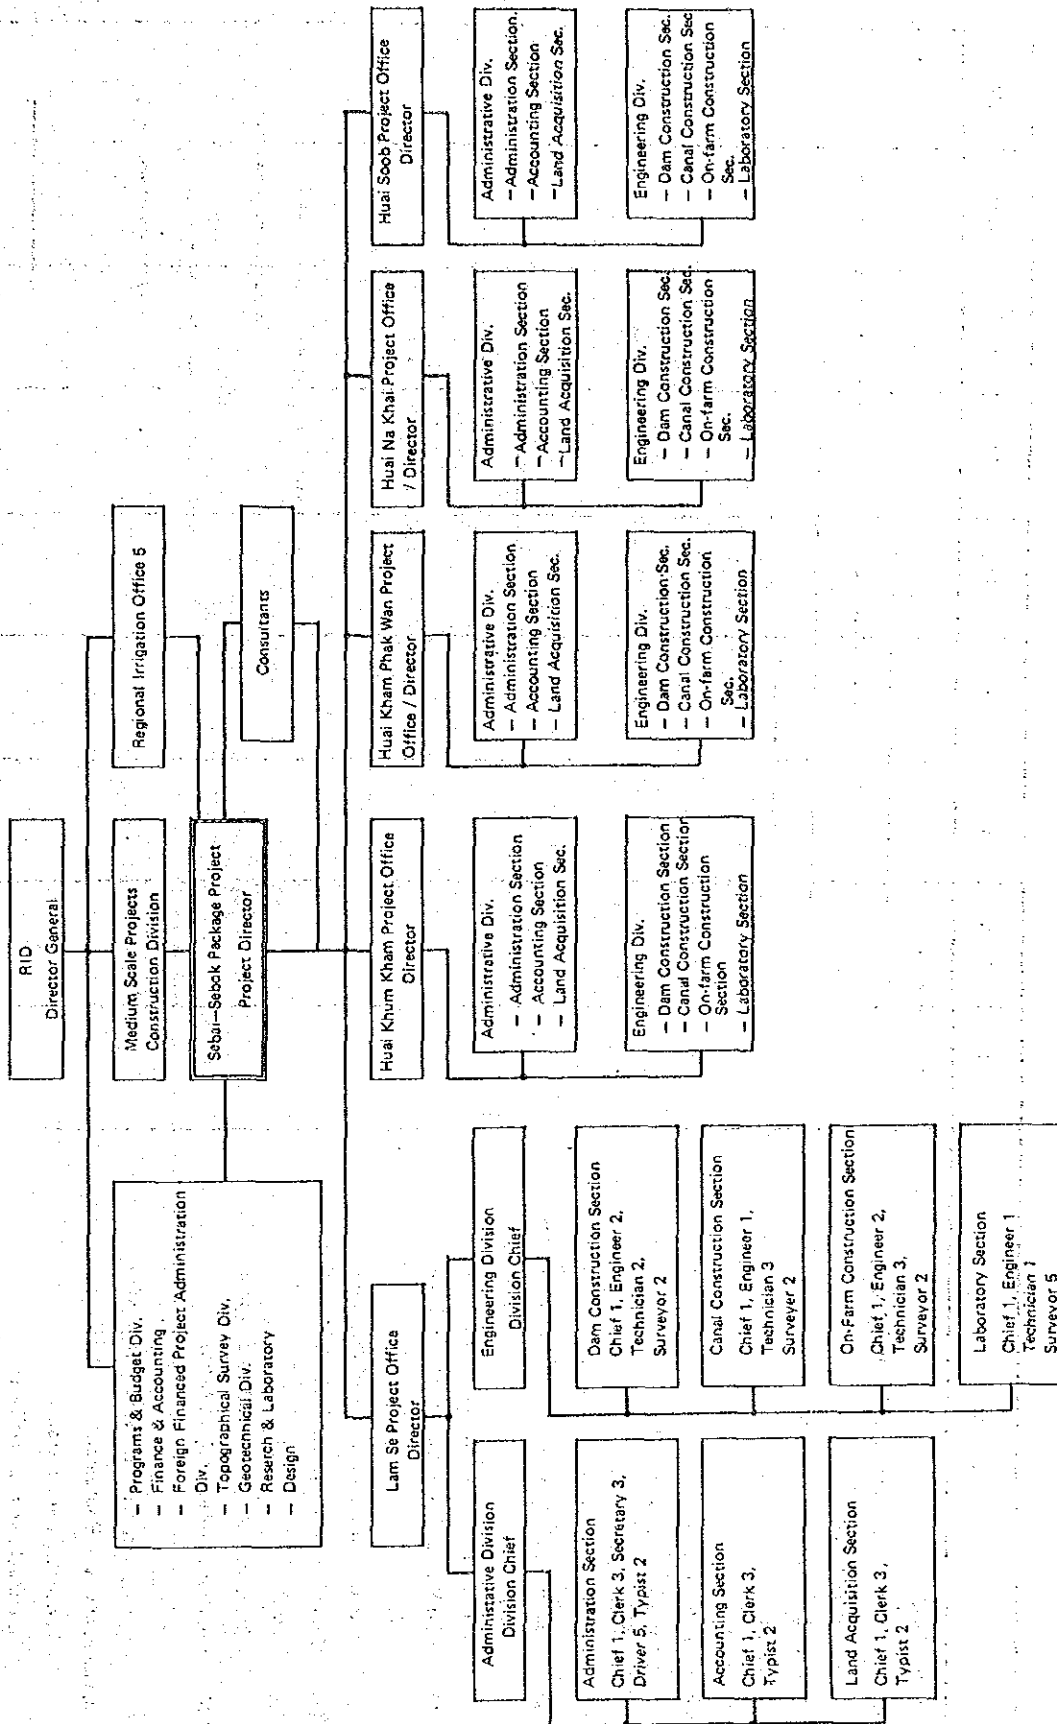 RID
Director General
Medium Scale Projects
Construction Division
Regional Irrigation Office 5
— Programs & Budget Div.
— Finance & Accounting
— Foreign Financed Project Administration
Div.
— Topographical Survey Div.
— Geotechnical Div.
— Reserch & Laboratory
— Design
Sebai—Sebok Package Project
Project Director
Consultants
Lam Se Project Office
Director
Huai Khum Kham Project Office
Director
Huai Kham Phak Wan Project
Office / Director
Huai Na Khai Project Office
/ Director
Huai Soob Project Office
Director
Administative Division
Division Chief
Engineering Division
Division Chief
Administration Section
Chief 1, Clerk 3, Secretary 3,
Driver 5, Typist 2
Accounting Section
Chief 1, Clerk 3,
Typist 2
Land Acquisition Section
Chief 1, Clerk 3,
Typist 2
Dam Construction Section
Chief 1, Engineer 2,
Technician 2,
Surveyor 2
Canal Construction Section
Chief 1, Engineer 1,
Technician 3
Surveyer 2
On-Farm Construction Section
Chief 1, Engineer 2,
Technician 3,
Surveyor 2
Laboratory Section
Chief 1, Engineer 1
Technician 1
Surveyor 5
Administrative Div.
— Administration Section
— Accounting Section
— Land Acquisition Sec.
Engineering Div.
— Dam Construction Section
— Canal Construction Section
— On-farm Construction
Section
— Laboratory Section
Administrative Div.
— Administration Section
— Accounting Section
— Land Acquisition Sec.
Engineering Div.
— Dam Construction Sec.
— Canal Construction Sec.
— On-farm Construction
Sec.
— Laboratory Section
Administrative Div.
— Administration Section
— Accounting Section
— Land Acquisition Sec.
Engineering Div.
— Dam Construction Sec.
— Canal Construction Sec.
— On-farm Construction
Sec.
— Laboratory Section
Administrative Div.
— Administration Section.
— Accounting Section
— Land Acquisition Sec.
Engineering Div.
— Dam Construction Sec.
— Canal Construction Sec
— On-farm Construction
Sec.
— Laboratory Section